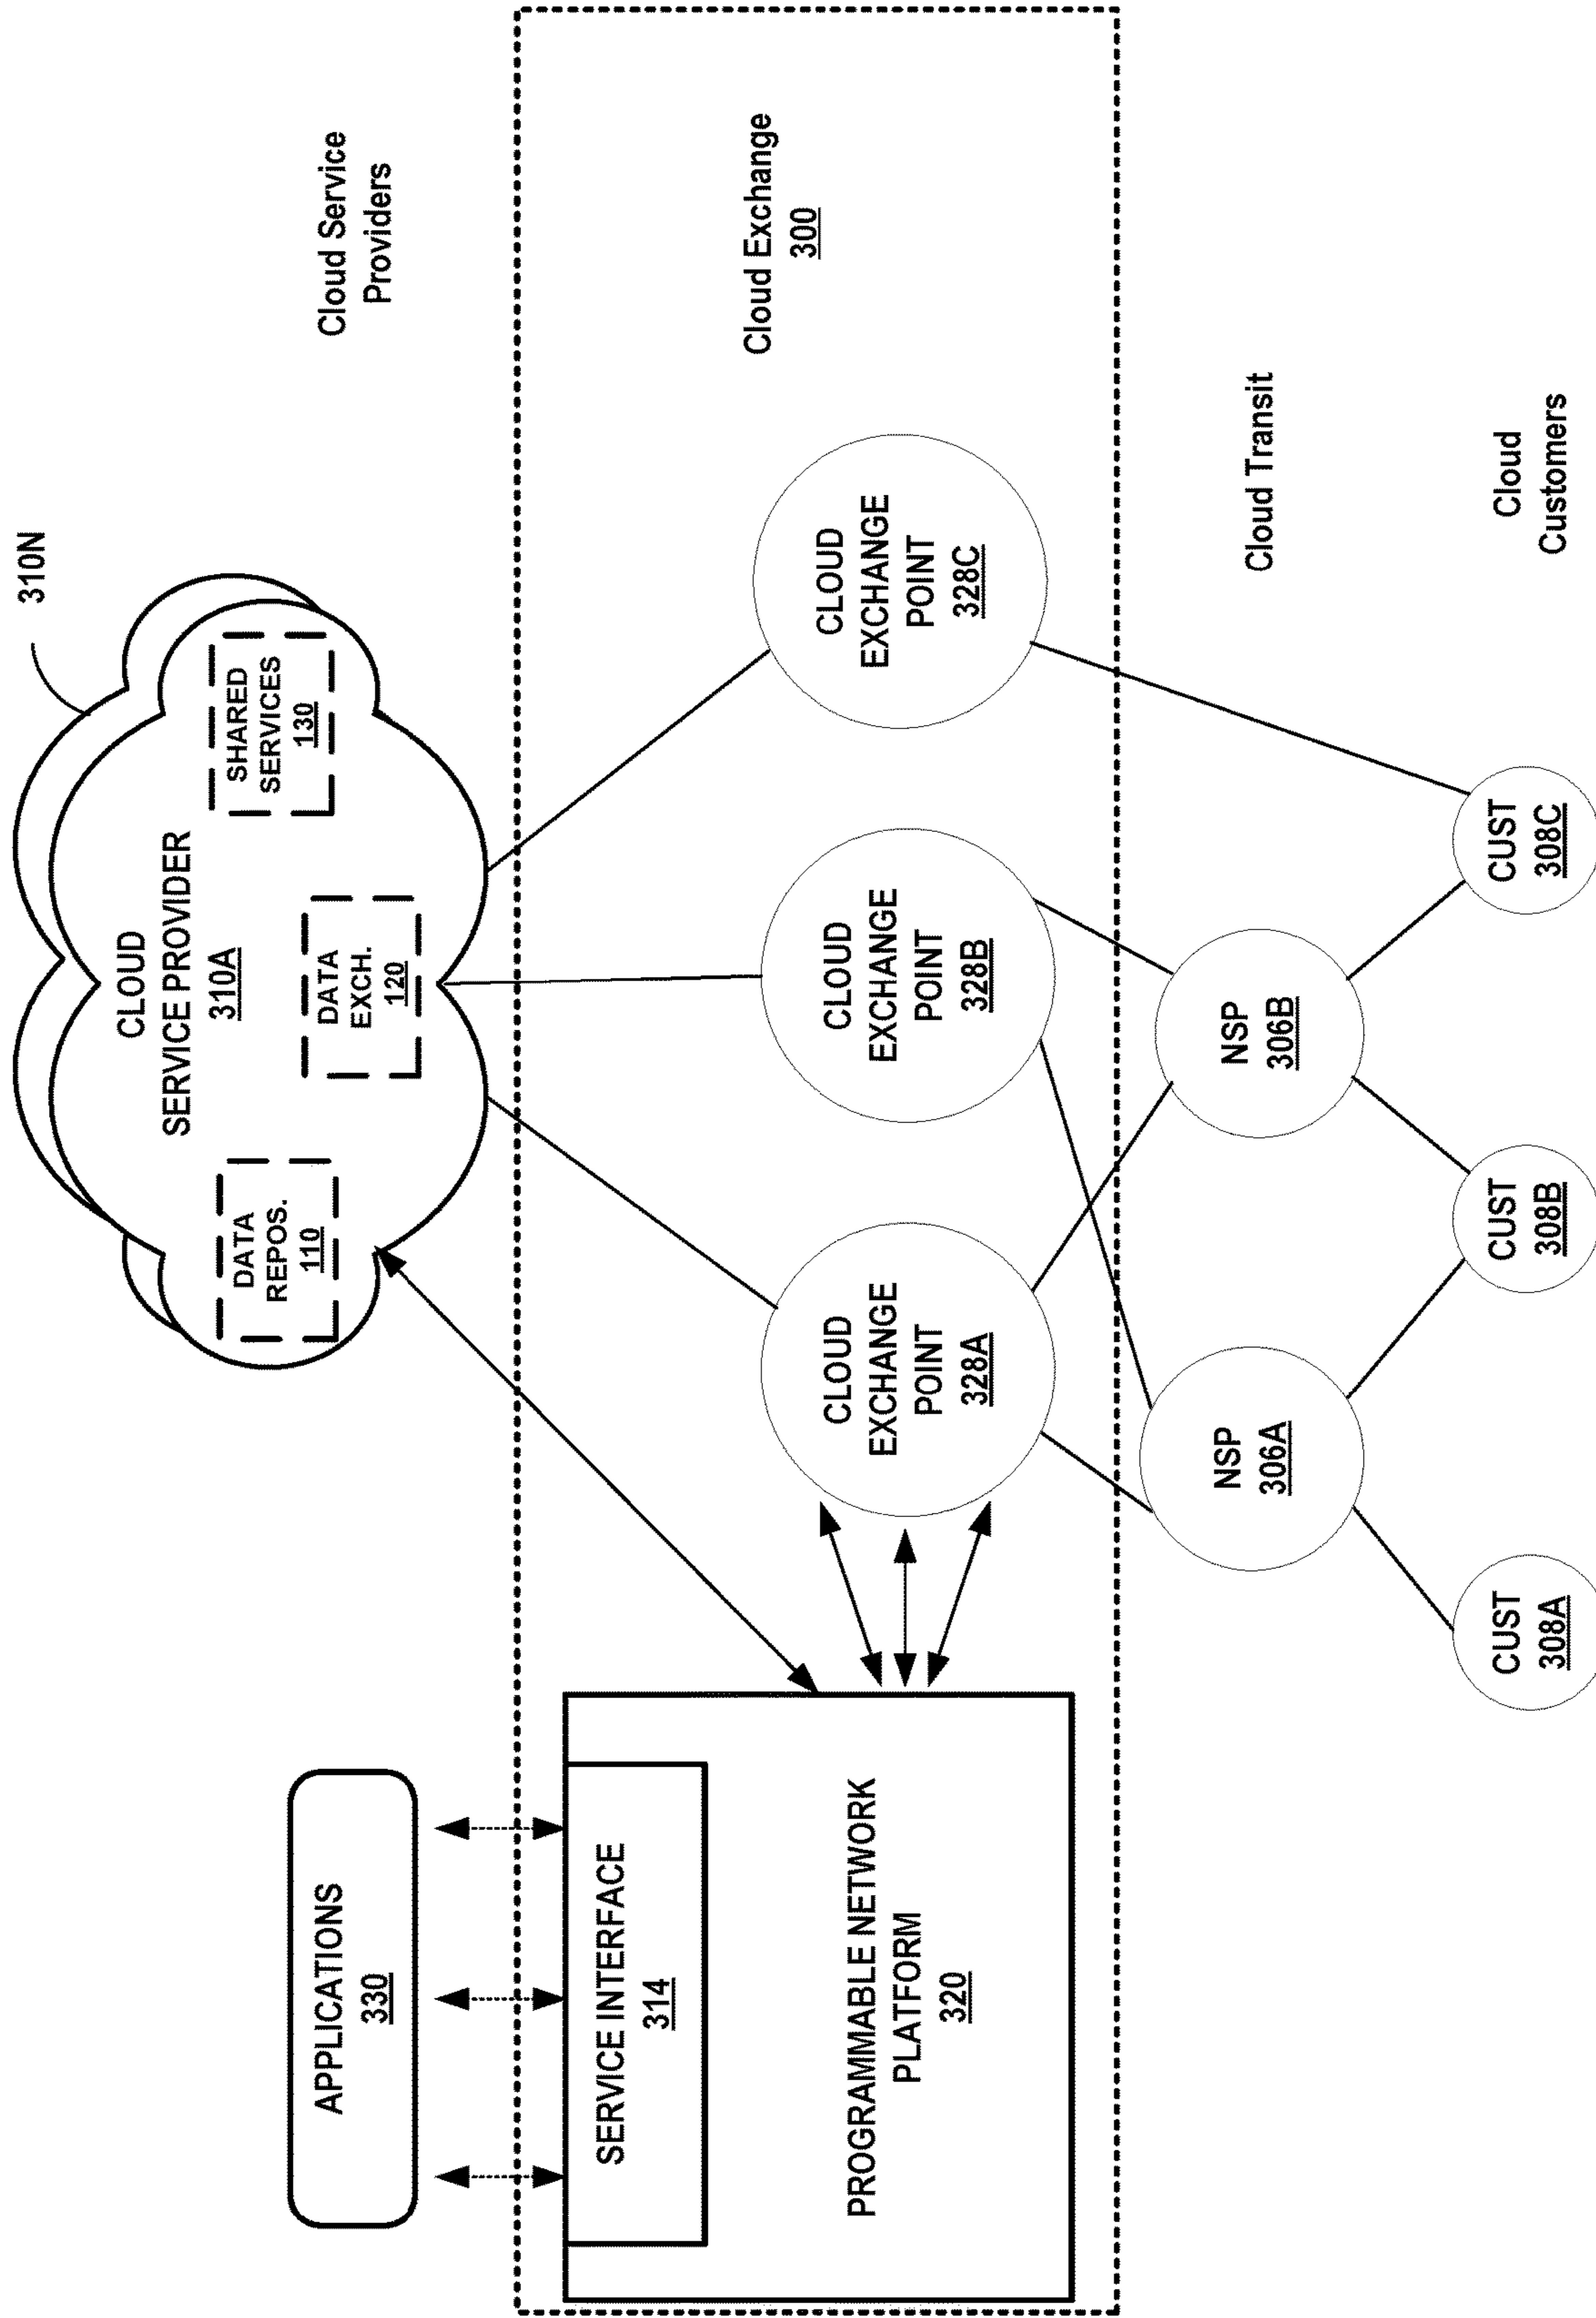 310N
CLOUD
SERVICE PROVIDER
310A
DATA
REPOS.
110
DATA
EXCH.
120
SHARED
SERVICES
130
Cloud Service
Providers
APPLICATIONS
330
SERVICE INTERFACE
314
PROGRAMMABLE NETWORK
PLATFORM
320
CLOUD
EXCHANGE
POINT
328A
CLOUD
EXCHANGE
POINT
328B
CLOUD
EXCHANGE
POINT
328C
Cloud Exchange
300
NSP
306A
NSP
306B
Cloud Transit
CUST
308A
CUST
308B
CUST
308C
Cloud
Customers